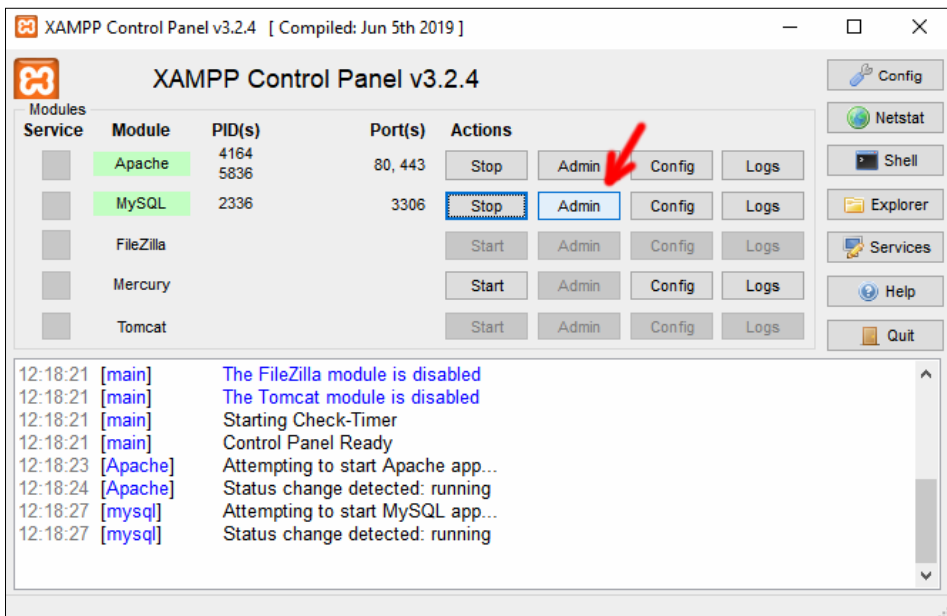 XAMPP Control Panel v3.2.4 [ Compiled: Jun 5th 2019 ]
XAMPP Control Panel v3.2.4
Config
Netstat
Shell
Explorer
Services
Help
Quit
Modules
Service Module PID(s) Port(s) Actions
Apache 4164 5836 80, 443 Stop Admin Config Logs
MySQL 2336 3306 Stop Admin Config Logs
FileZilla Start Admin Config Logs
Mercury Start Admin Config Logs
Tomcat Start Admin Config Logs
12:18:21 [main] The FileZilla module is disabled
12:18:21 [main] The Tomcat module is disabled
12:18:21 [main] Starting Check-Timer
12:18:21 [main] Control Panel Ready
12:18:23 [Apache] Attempting to start Apache app...
12:18:24 [Apache] Status change detected: running
12:18:27 [mysql] Attempting to start MySQL app...
12:18:27 [mysql] Status change detected: running